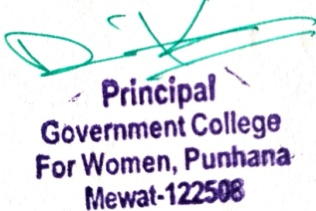 Principal
Government College
For Women, Punhana
Mewat-122508